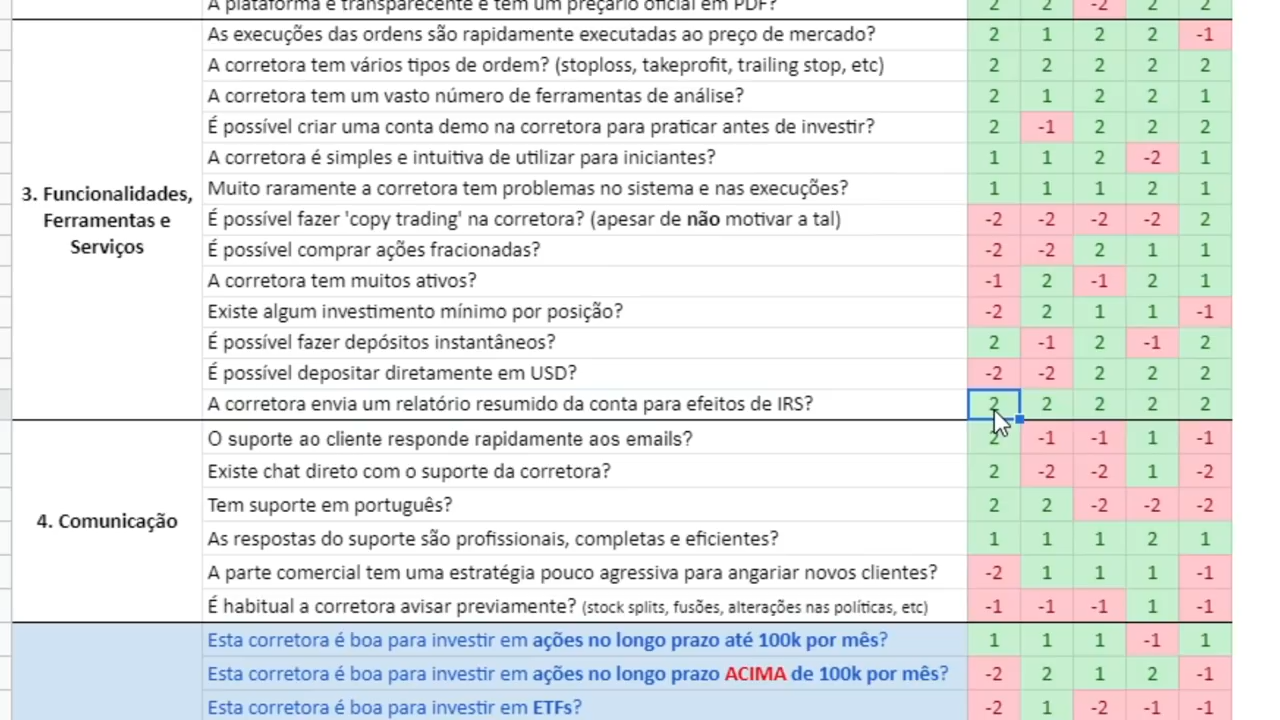 A plataforma é transparecente e tem um preçário oficial em PDF? 2 2 -2 2 2
As execuções das ordens são rapidamente executadas ao preço de mercado? 2 1 2 2 -1
A corretora tem vários tipos de ordem? (stoploss, takeprofit, trailing stop, etc) 2 2 2 2 2
A corretora tem um vasto número de ferramentas de análise? 2 1 2 2 1
É possível criar uma conta demo na corretora para praticar antes de investir? 2 -1 2 2 2
A corretora é simples e intuitiva de utilizar para iniciantes? 1 1 2 -2 1
3. Funcionalidades,
Ferramentas e
Serviços
Muito raramente a corretora tem problemas no sistema e nas execuções? 1 1 1 2 1
É possível fazer 'copy trading' na corretora? (apesar de não motivar a tal) -2 -2 -2 -2 2
É possível comprar ações fracionadas? -2 -2 2 1 1
A corretora tem muitos ativos? -1 2 -1 2 1
Existe algum investimento mínimo por posição? -2 2 1 1 -1
É possível fazer depósitos instantâneos? 2 -1 2 -1 2
É possível depositar diretamente em USD? -2 -2 2 2 2
A corretora envia um relatório resumido da conta para efeitos de IRS? 2 2 2 2 2
O suporte ao cliente responde rapidamente aos emails? 2 -1 -1 1 -1
Existe chat direto com o suporte da corretora? 2 -2 -2 1 -2
4. Comunicação
Tem suporte em português? 2 2 -2 -2 -2
As respostas do suporte são profissionais, completas e eficientes? 1 1 1 2 1
A parte comercial tem uma estratégia pouco agressiva para angariar novos clientes? -2 1 1 1 -1
É habitual a corretora avisar previamente? (stock splits, fusões, alterações nas políticas, etc) -1 -1 -1 1 -1
Esta corretora é boa para investir em ações no longo prazo até 100k por mês? 1 1 1 -1 1
Esta corretora é boa para investir em ações no longo prazo ACIMA de 100k por mês? -2 2 1 2 -1
Esta corretora é boa para investir em ETFs? -2 1 -2 -1 -1